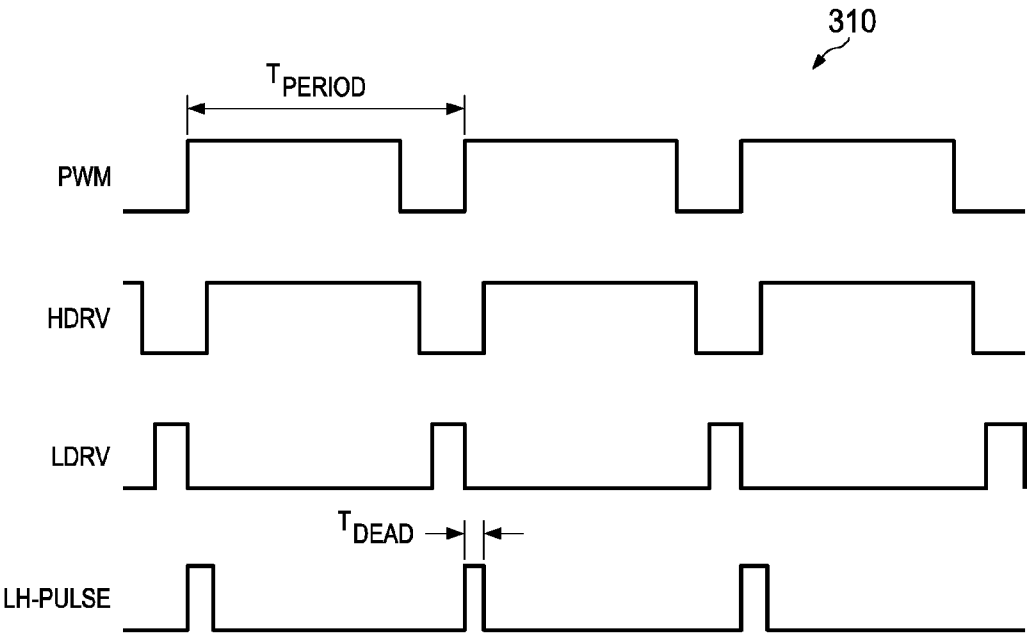 310
TPERIOD
PWM
HDRV
LDRV
TDEAD
LH-PULSE